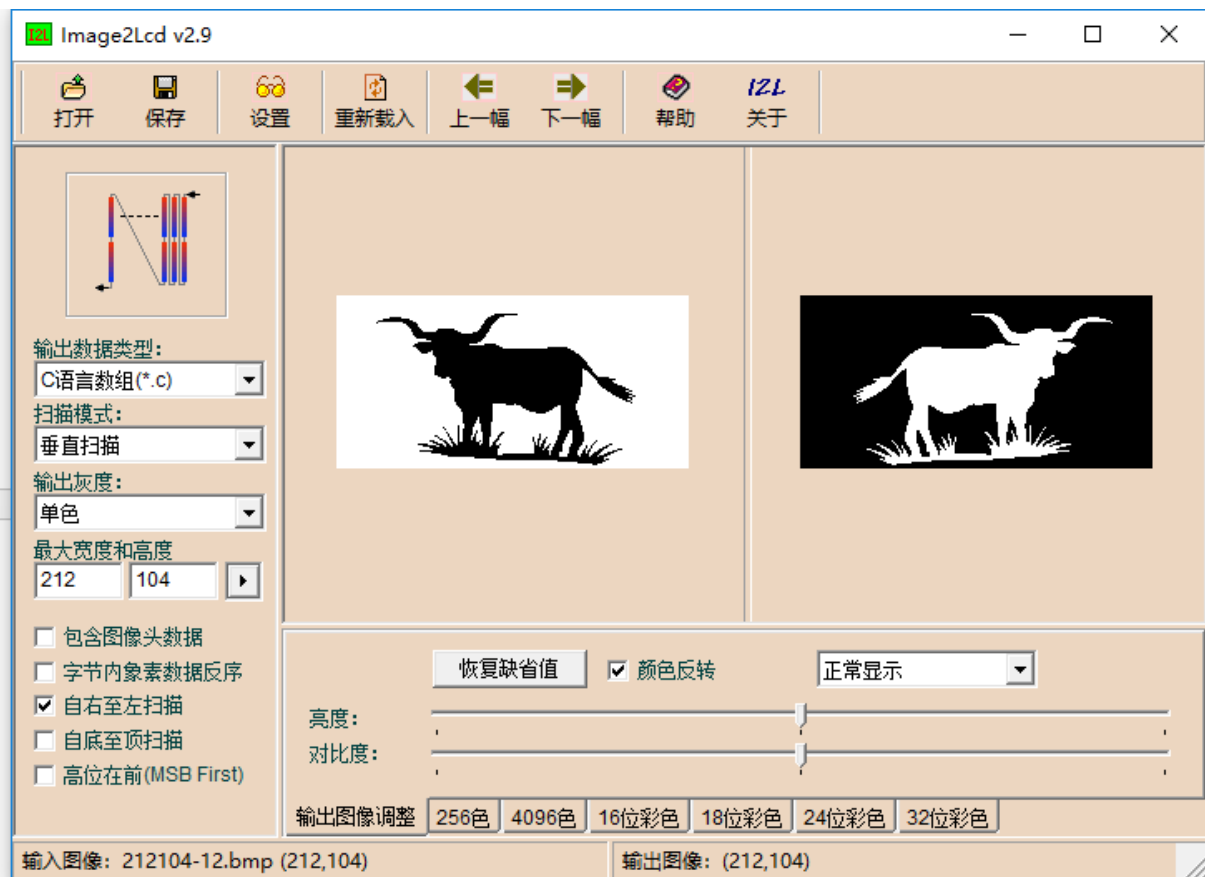 I2L Image2Lcd v2.9
I2L
打开 保存 设置 重新载入 上一幅 下一幅 帮助 关于
输出数据类型:
C语言数组(*.c)
扫描模式:
垂直扫描
输出灰度:
单色
最大宽度和高度
212 104
包含图像头数据
字节内象素数据反序
自右至左扫描
自底至顶扫描
高位在前(MSB First)
恢复缺省值 颜色反转 正常显示
亮度:
对比度:
输出图像调整 256色 4096色 16位彩色 18位彩色 24位彩色 32位彩色
输入图像: 212104-12.bmp (212,104) 输出图像: (212,104)